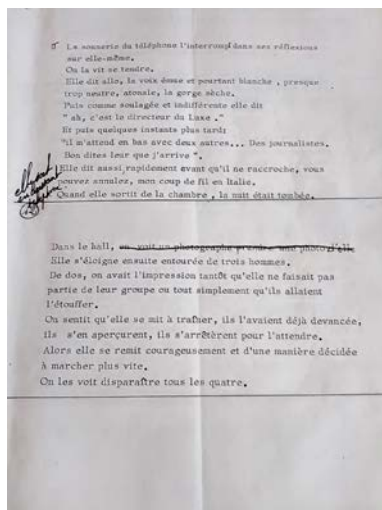 La sonnerie du téléphone l'interrompt dans ses réflexions
sur elle-même.
On la vit se tendre.
Elle dit allo, la voix émue et pourtant blanche , presque
trop neutre, atonale, la gorge sèche.
Puis comme soulagée et indifférente elle dit
" ah, c'est le directeur du Luxe ."
Et puis quelques instants plus tard:
"il m'attend en bas avec deux autres... Des journalistes.
Bon dites leur que j'arrive ".
Elle dit aussi rapidement avant qu'il ne raccroche, vous
pouvez annulez, mon coup de fil en Italie.
Quand elle sortit de la chambre , la nuit était tombée.
Dans le hall, on voit un photographe prendre une photo d'elle
Elle s'éloigne ensuite entourée de trois hommes.
De dos, on avait l'impression tantôt qu'elle ne faisait pas
partie de leur groupe ou tout simplement qu'ils allaient
l'étouffer.
On sentit qu'elle se mit à traîner, ils l'avaient déjà devancée,
ils s'en aperçurent, ils s'arrêtèrent pour l'attendre.
Alors elle se remit courageusement et d'une manière décidée
à marcher plus vite.
On les voit disparaître tous les quatre.